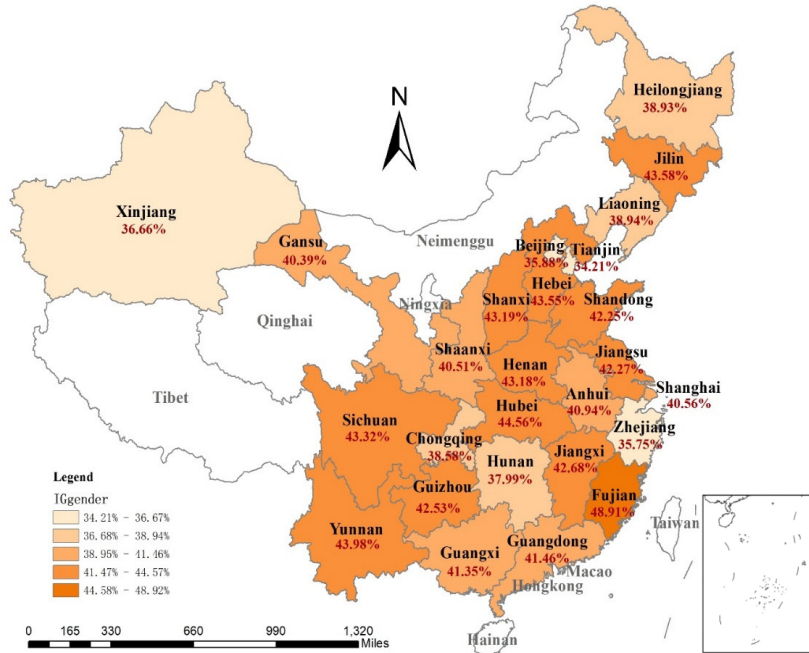 N
Heilongjiang
38.93%
Jilin
43.58%
Liaoning
38.94%
Xinjiang
36.66%
Gansu
40.39%
Neimenggu
Beijing
35.88%
Tianjin
34.21%
Hebei
43.55%
Ningxia
Shanxi
43.19%
Shandong
42.25%
Qinghai
Shaanxi
40.51%
Henan
43.18%
Jiangsu
42.27%
Tibet
Anhui
40.94%
Shanghai
40.56%
Sichuan
43.32%
Hubei
44.56%
Chongqing
38.58%
Zhejiang
35.75%
Hunan
37.99%
Jiangxi
42.68%
Guizhou
42.53%
Fujian
48.91%
Yunnan
43.98%
Taiwan
Guangxi
41.35%
Guangdong
41.46%
Macao
Hongkong
Hainan
Legend
IGgender
34.21% - 36.67%
36.68% - 38.94%
38.95% - 41.46%
41.47% - 44.57%
44.58% - 48.92%
0 165 330 660 990 1,320
Miles